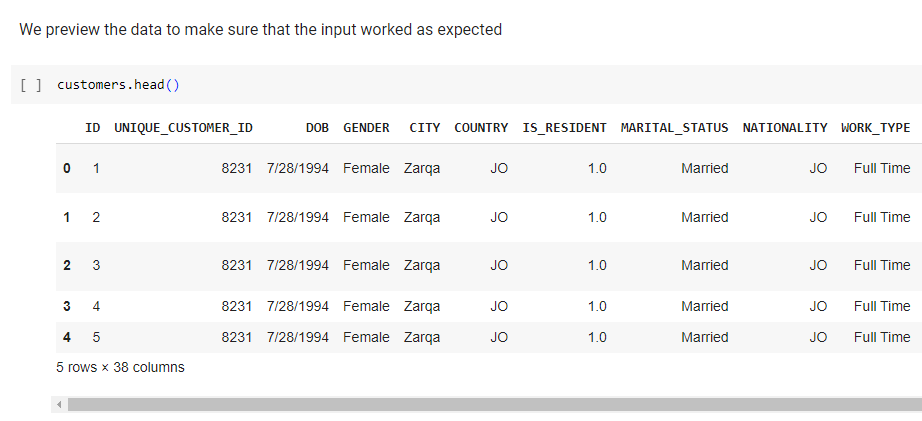 We preview the data to make sure that the input worked as expected
[ ] customers.head()
ID UNIQUE_CUSTOMER_ID DOB GENDER CITY COUNTRY IS_RESIDENT MARITAL_STATUS NATIONALITY WORK_TYPE
0 1 8231 7/28/1994 Female Zarqa JO 1.0 Married JO Full Time
1 2 8231 7/28/1994 Female Zarqa JO 1.0 Married JO Full Time
2 3 8231 7/28/1994 Female Zarqa JO 1.0 Married JO Full Time
3 4 8231 7/28/1994 Female Zarqa JO 1.0 Married JO Full Time
4 5 8231 7/28/1994 Female Zarqa JO 1.0 Married JO Full Time
5 rows × 38 columns